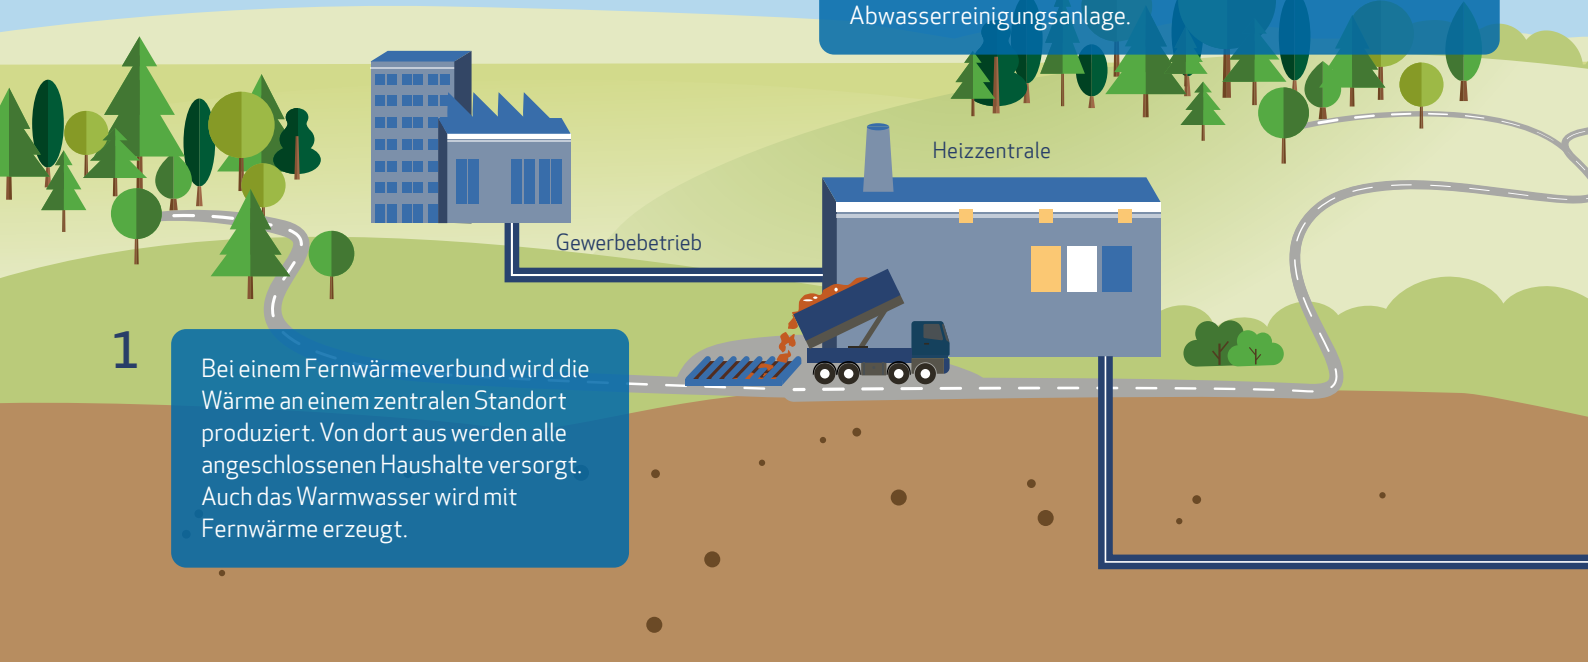 Abwasserreinigungsanlage.
Heizzentrale
Gewerbebetrieb
1
Bei einem Fernwärmeverbund wird die
Wärme an einem zentralen Standort
produziert. Von dort aus werden alle
angeschlossenen Haushalte versorgt.
Auch das Warmwasser wird mit
Fernwärme erzeugt.